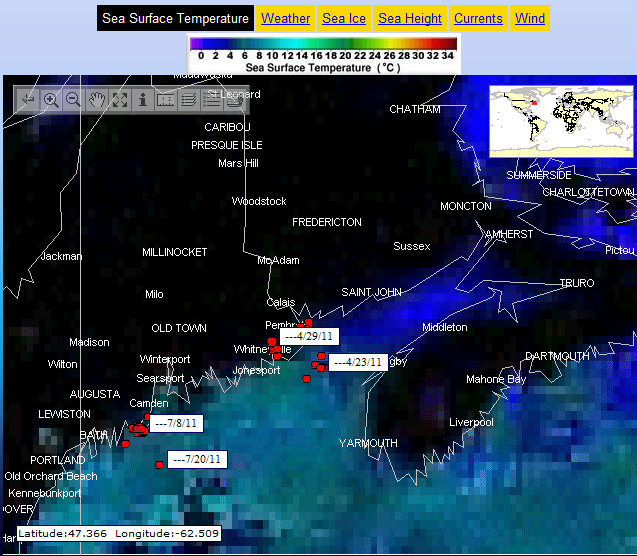 Sea Surface Temperature Weather Sea Ice Sea Height Currents Wind
0 2 4 6 8 10 12 14 16 18 20 22 24 26 28 30 32 34
Sea Surface Temperature ( °C )
St Leonard
CHATHAM
CARIBOU
PRESQUE ISLE
Mars Hill
SUMMERSIDE
CHARLOTTETOWN
Woodstock
MONCTON
FREDERICTON
AMHERST
Sussex
Pictou
Jackman
MILLINOCKET
McAdam
TRURO
Milo
Calais
SAINT JOHN
OLD TOWN
Middleton
Madison
---4/29/11
Winterport
DARTMOUTH
Wilton
Jonesport
---4/23/11
gby
Searsport
Mahone Bay
AUGUSTA
Camden
LEWISTON
---7/8/11
Liverpool
BATH
YARMOUTH
PORTLAND
---7/20/11
Old Orchard Beach
Kennebunkport
OVER
Latitude:47.366 Longitude:-62.509